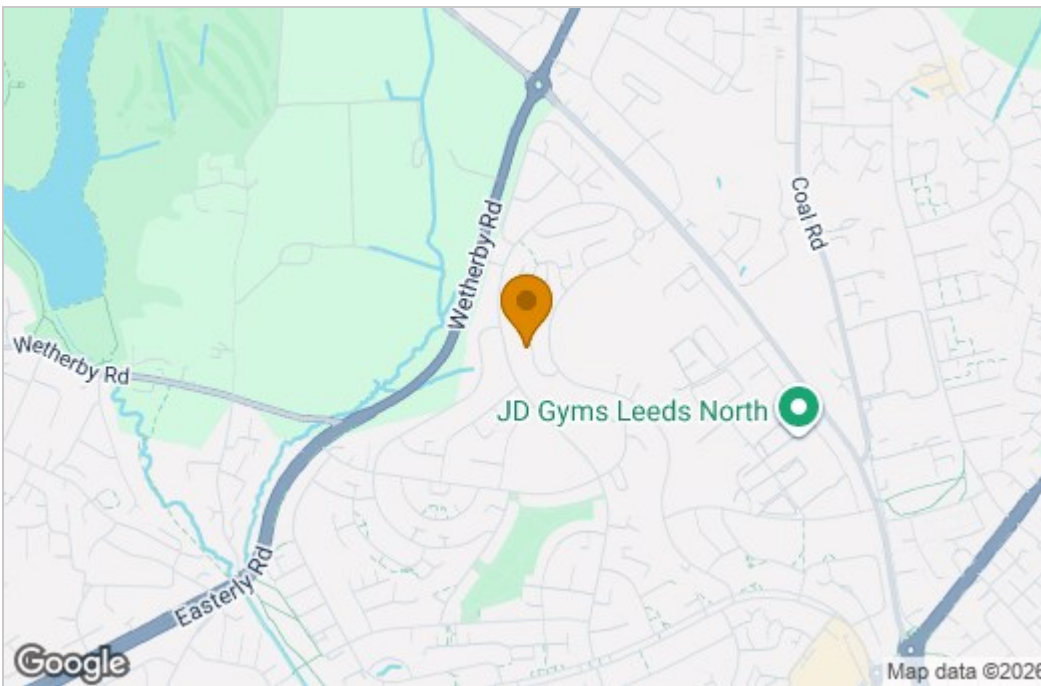 Wetherby Rd
Coal Rd
Wetherby Rd
JD Gyms Leeds North
Easterly Rd
Google
Map data ©2026